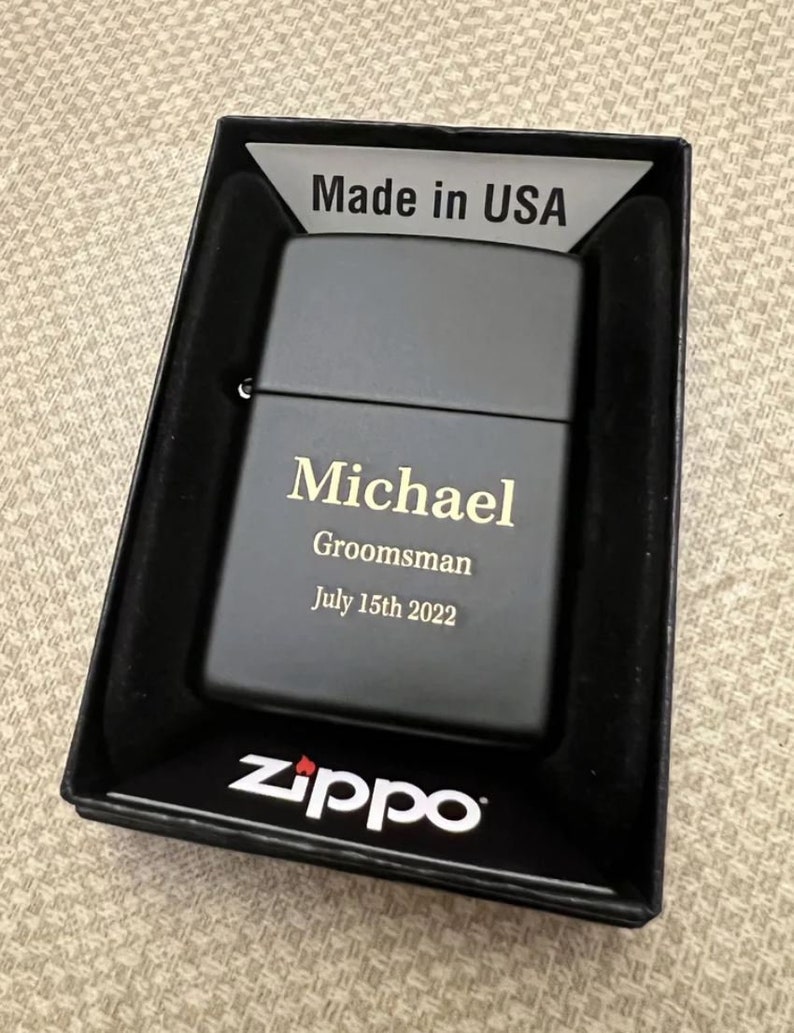 Made in USA
Michael
Groomsman
July 15th 2022
zippo